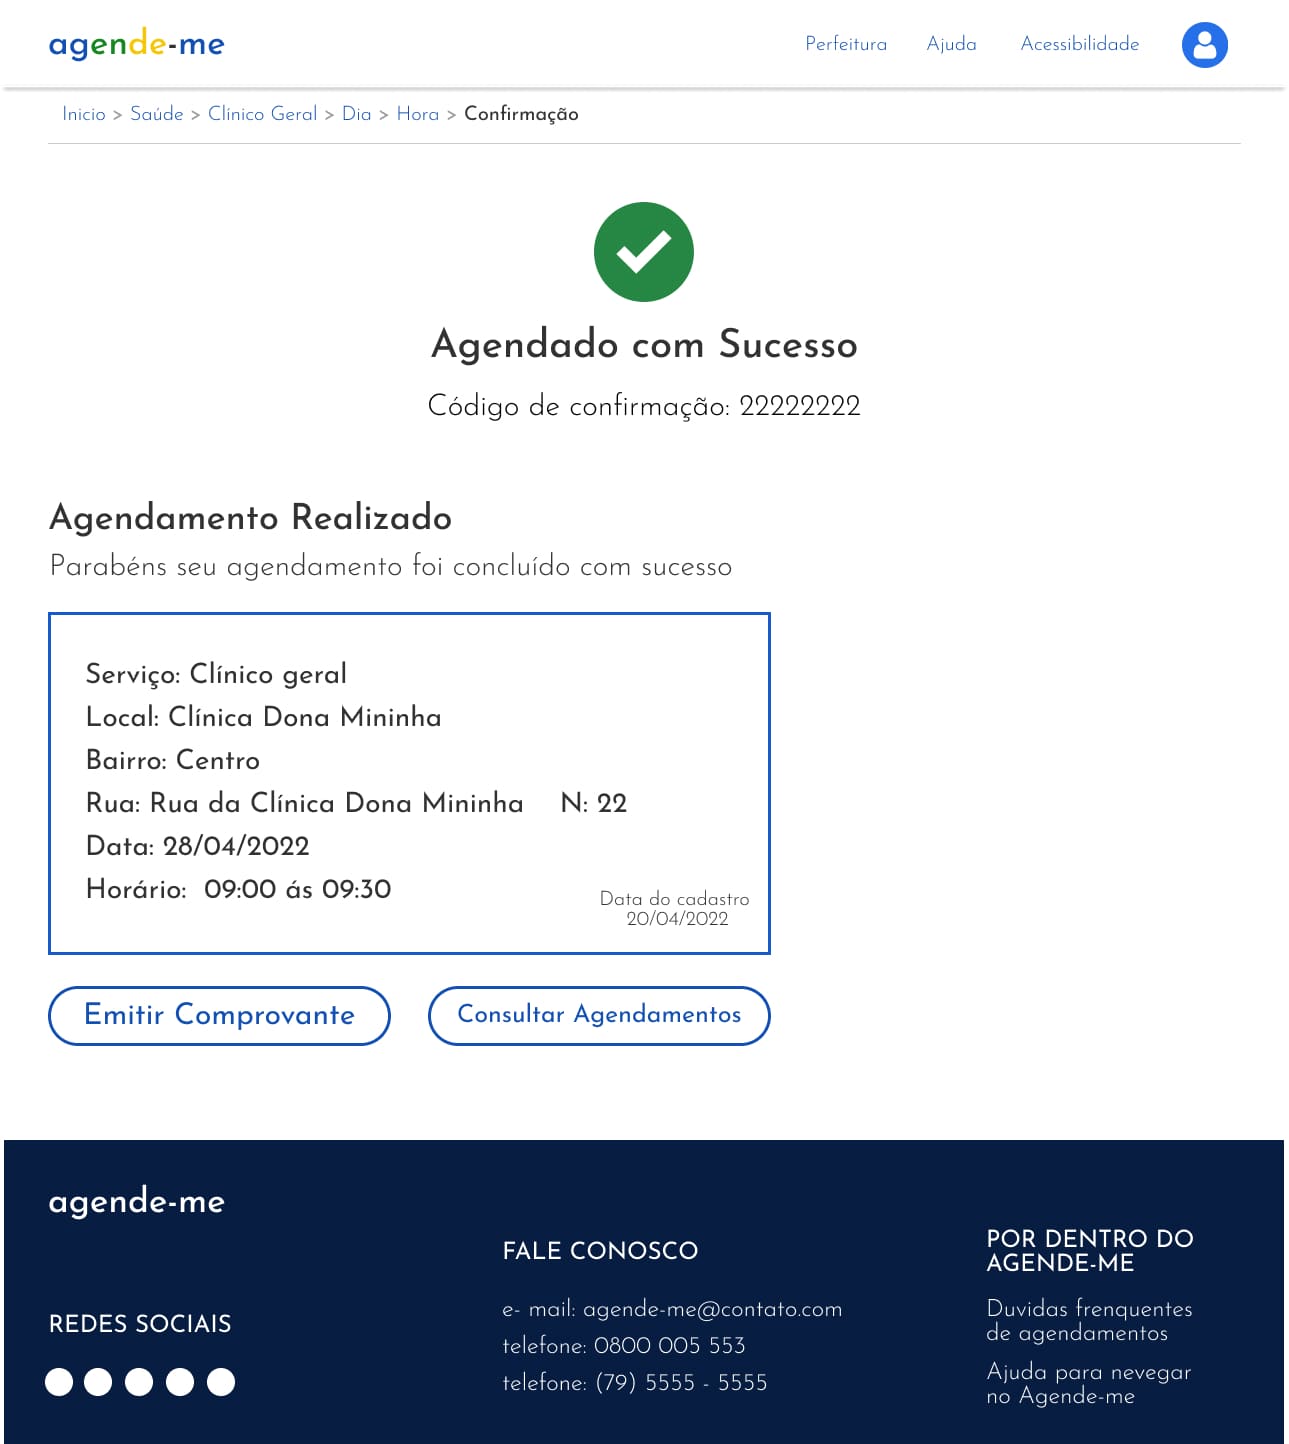 agende-me
Perfeitura Ajuda Acessibilidade
Inicio > Saúde > Clínico Geral > Dia > Hora > Confirmação
Agendado com Sucesso
Código de confirmação: 22222222
Agendamento Realizado
Parabéns seu agendamento foi concluído com sucesso
Serviço: Clínico geral
Local: Clínica Dona Mininha
Bairro: Centro
Rua: Rua da Clínica Dona Mininha N: 22
Data: 28/04/2022
Horário: 09:00 ás 09:30
Data do cadastro
20/04/2022
Emitir Comprovante
Consultar Agendamentos
agende-me
REDES SOCIAIS
FALE CONOSCO
e- mail: agende-me@contato.com
telefone: 0800 005 553
telefone: (79) 5555 - 5555
POR DENTRO DO
AGENDE-ME
Duvidas frenquentes
de agendamentos
Ajuda para nevegar
no Agende-me